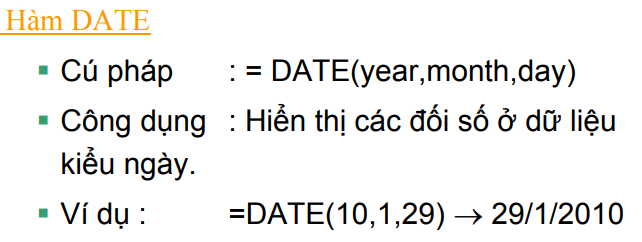 Hàm DATE
▪ Cú pháp : = DATE(year,month,day)
▪ Công dụng : Hiển thị các đối số ở dữ liệu
kiểu ngày.
▪ Ví dụ : =DATE(10,1,29) → 29/1/2010